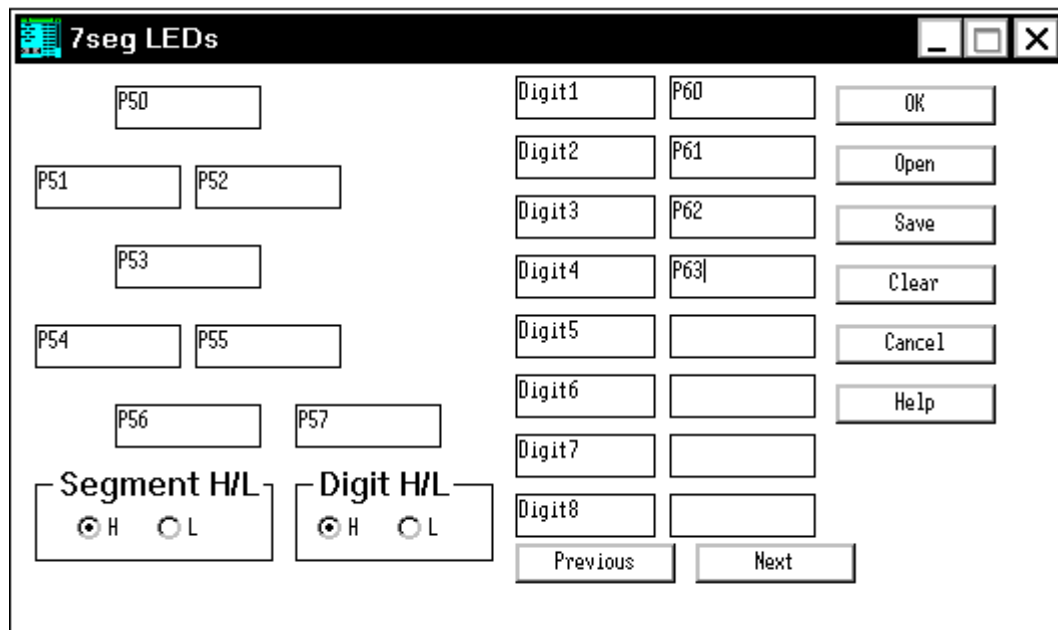 7seg LEDs
P50
P51 P52
P53
P54 P55
P56 P57
Segment H/L
H L
Digit H/L
H L
Digit1 P60
Digit2 P61
Digit3 P62
Digit4 P63
Digit5
Digit6
Digit7
Digit8
Previous Next
OK
Open
Save
Clear
Cancel
Help